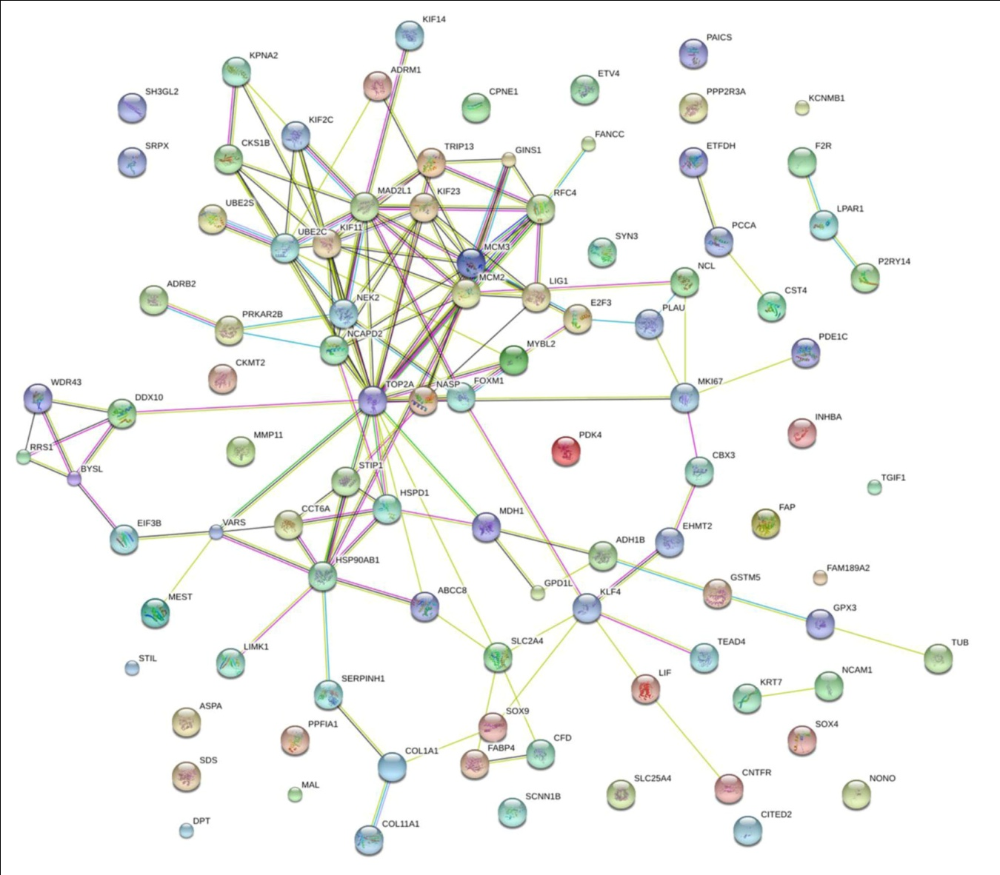 KIF14
PAICS
KPNA2
ADRM1
ETV4
SH3GL2
CPNE1
PPP2R3A
KCNMB1
KIF2C
FANCC
SRPX
CKS1B
TRIP13
GINS1
ETFDH
F2R
MAD2L1
KIF23
RFC4
UBE2S
LPAR1
UBE2C
KIF11
PCCA
SYN3
MCM3
P2RY14
NCL
MCM2
LIG1
ADRB2
CST4
NEK2
E2F3
PLAU
PRKAR2B
NCAPD2
MYBL2
PDE1C
CKMT2
WDR43
TOP2A
NASP
FOXM1
MKI67
DDX10
INHBA
MMP11
PDK4
RRS1
CBX3
BYSL
STIP1
TGIF1
HSPD1
CCT6A
MDH1
FAP
EIF3B
VARS
EHMT2
ADH1B
HSP90AB1
FAM189A2
GPD1L
GSTM5
MEST
ABCC8
KLF4
GPX3
SLC2A4
TEAD4
TUB
LIMK1
STIL
LIF
NCAM1
SERPINH1
KRT7
ASPA
SOX9
PPFIA1
SOX4
CFD
COL1A1
FABP4
SDS
CNTFR
SLC25A4
NONO
MAL
SCNN1B
CITED2
DPT
COL11A1